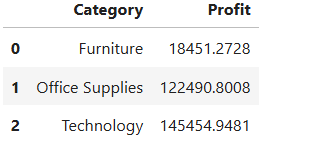 Category Profit
0 Furniture 18451.2728
1 Office Supplies 122490.8008
2 Technology 145454.9481